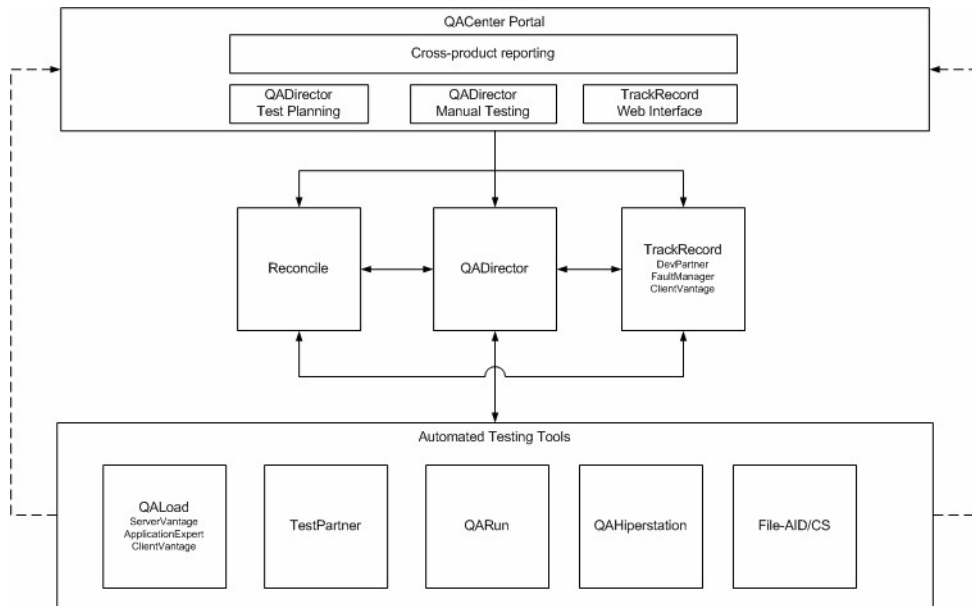 QACenter Portal
Cross-product reporting
QADirector
Test Planning
QADirector
Manual Testing
TrackRecord
Web Interface
Reconcile
QADirector
TrackRecord
DevPartner
FaultManager
ClientVantage
Automated Testing Tools
QALoad
ServerVantage
ApplicationExpert
ClientVantage
TestPartner
QARun
QAHiperstation
File-AID/CS